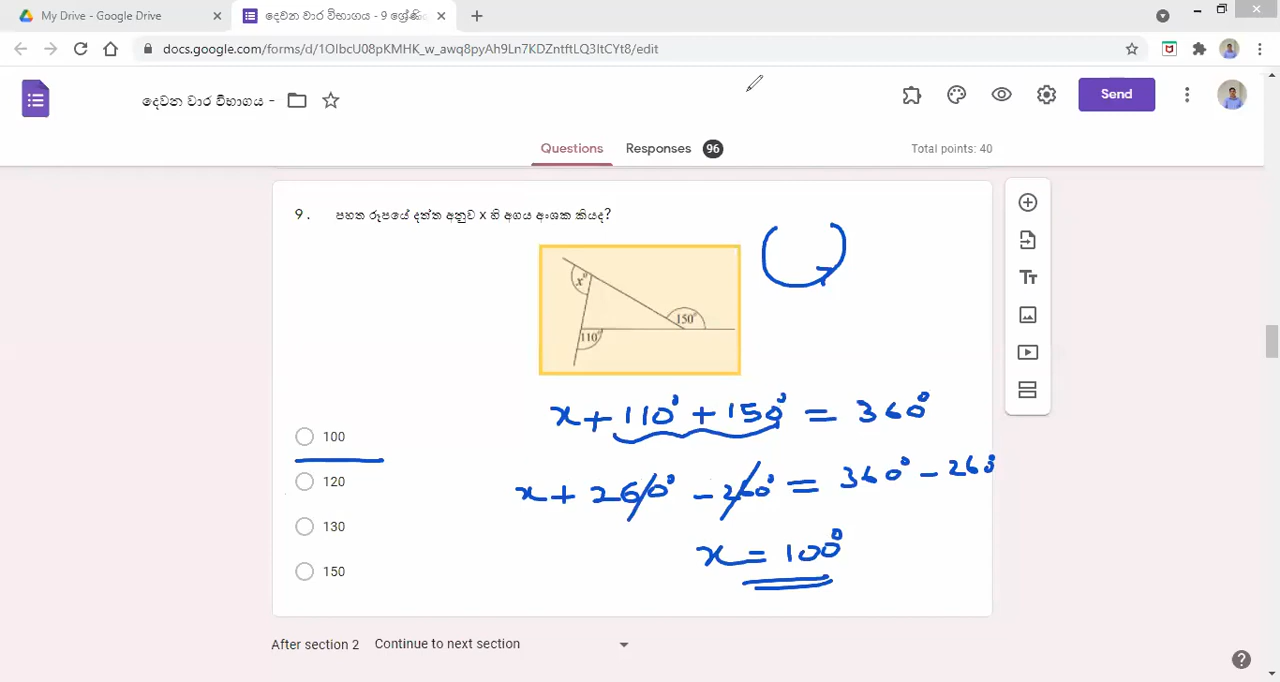 My Drive - Google Drive
දෙවන වාර විභාගය - 9 ශ්‍රේණි
docs.google.com/forms/d/1OlbcU08pKMHK_w_awq8pyAh9Ln7KDZntftLQ3ltCYt8/edit
දෙවන වාර විභාගය -
Send
Questions
Responses 96
Total points: 40
9. පහත රූපයේ දත්ත අනුව x හි අගය අංශක කියද?
x°
150°
110°
x + 110° + 150° = 360°
100
x + 260° - 260° = 360° - 260°
120
130
x = 100°
150
After section 2 Continue to next section